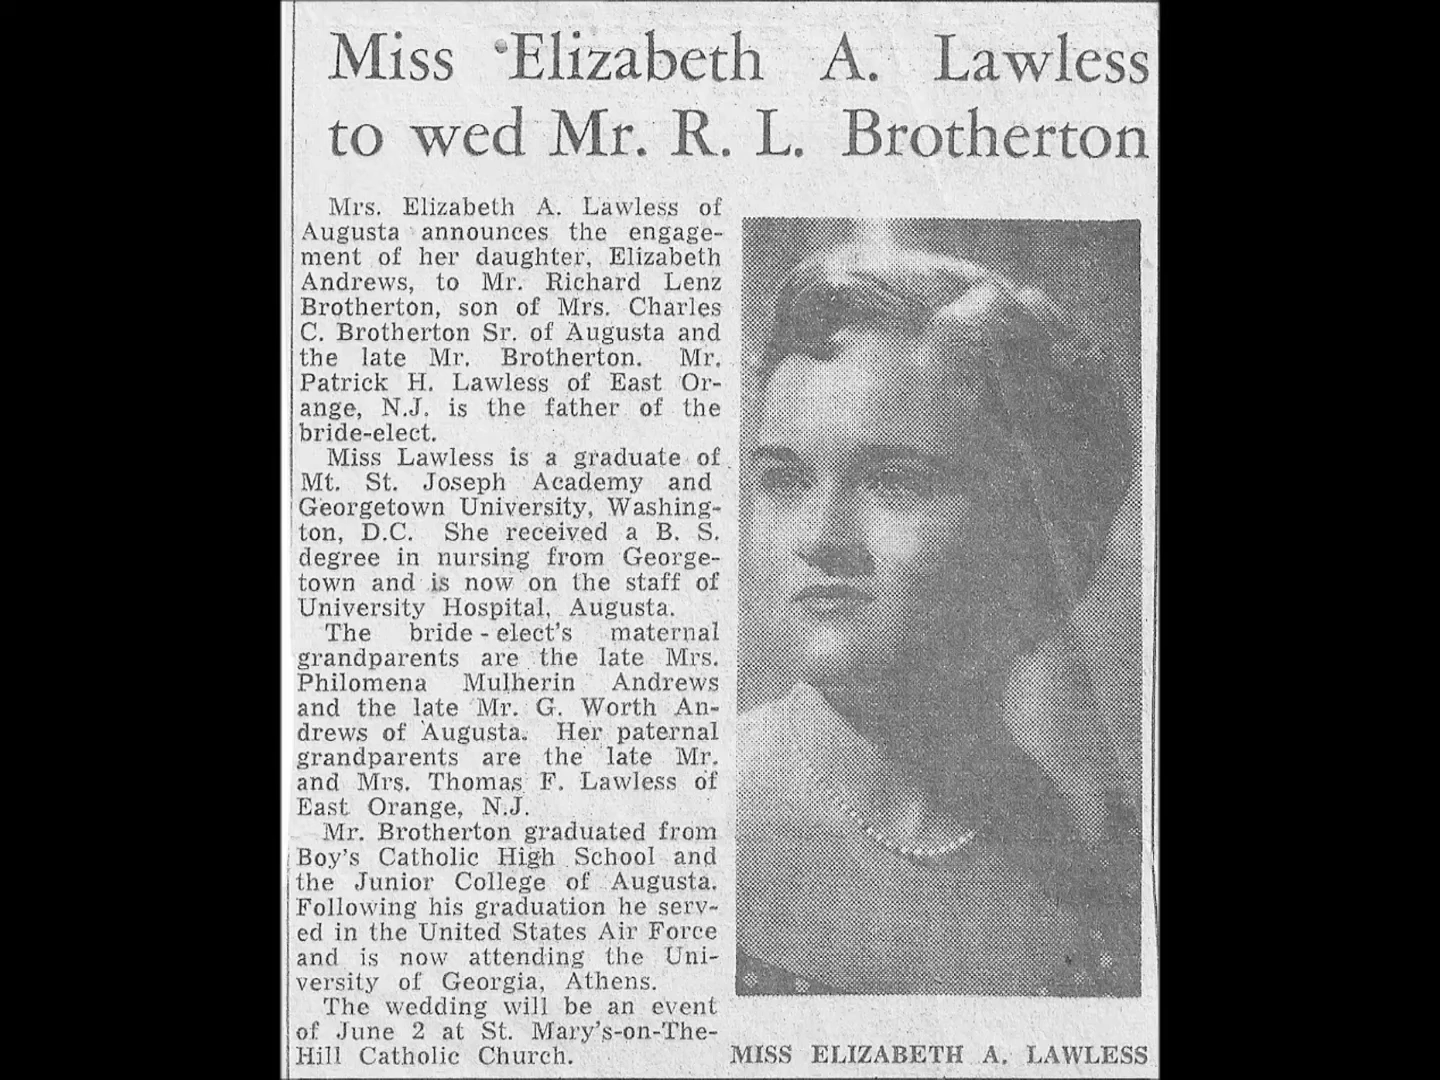 Miss Elizabeth A. Lawless
to wed Mr. R. L. Brotherton
Mrs. Elizabeth A. Lawless of
Augusta announces the engage-
ment of her daughter, Elizabeth
Andrews, to Mr. Richard Lenz
Brotherton, son of Mrs. Charles
C. Brotherton Sr. of Augusta and
the late Mr. Brotherton. Mr.
Patrick H. Lawless of East Or-
ange, N.J. is the father of the
bride-elect.
Miss Lawless is a graduate of
Mt. St. Joseph Academy and
Georgetown University, Washing-
ton, D.C. She received a B. S.
degree in nursing from George-
town and is now on the staff of
University Hospital, Augusta.
The bride - elect's maternal
grandparents are the late Mrs.
Philomena Mulherin Andrews
and the late Mr. G. Worth An-
drews of Augusta. Her paternal
grandparents are the late Mr.
and Mrs. Thomas F. Lawless of
East Orange, N.J.
Mr. Brotherton graduated from
Boy's Catholic High School and
the Junior College of Augusta.
Following his graduation he serv-
ed in the United States Air Force
and is now attending the Uni-
versity of Georgia, Athens.
The wedding will be an event
of June 2 at St. Mary's-on-The-
Hill Catholic Church.
MISS ELIZABETH A. LAWLESS